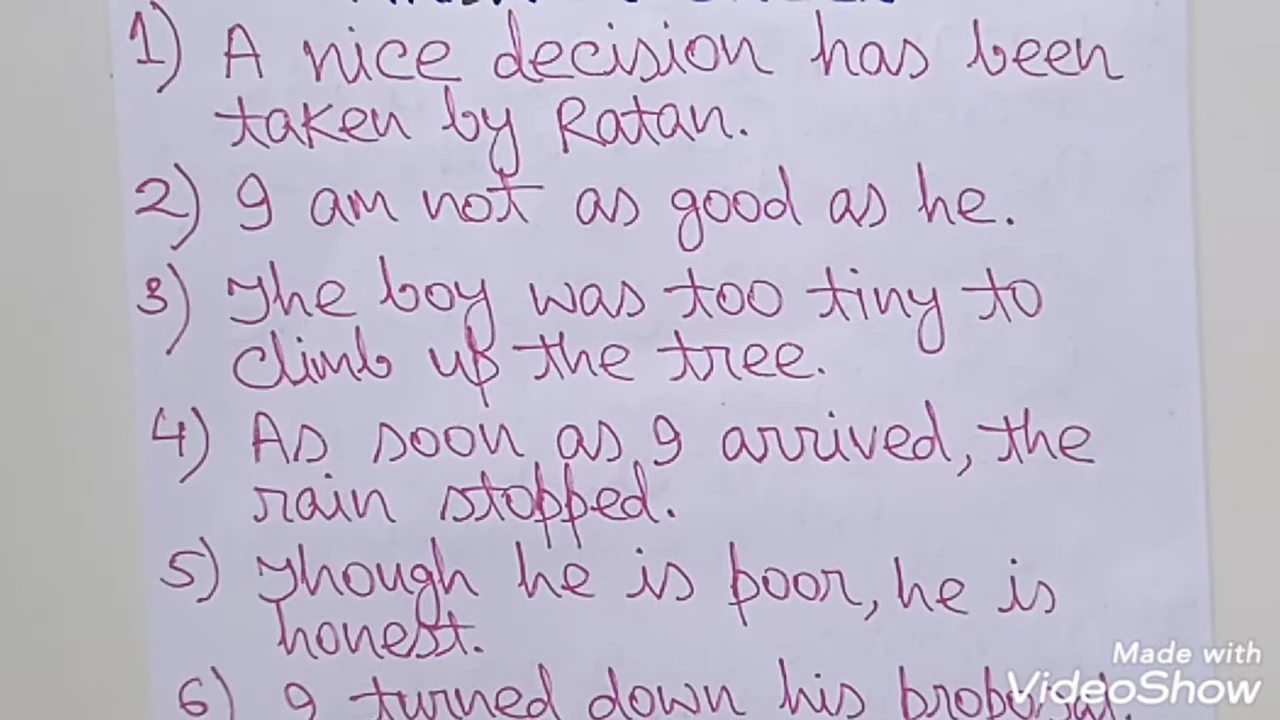 1) A nice decision has been
taken by Ratan.
2) I am not as good as he.
3) The boy was too tiny to
climb up the tree.
4) As soon as I arrived, the
rain stopped.
5) Though he is poor, he is
honest.
6) I turned down his proposal.
Made with
VideoShow